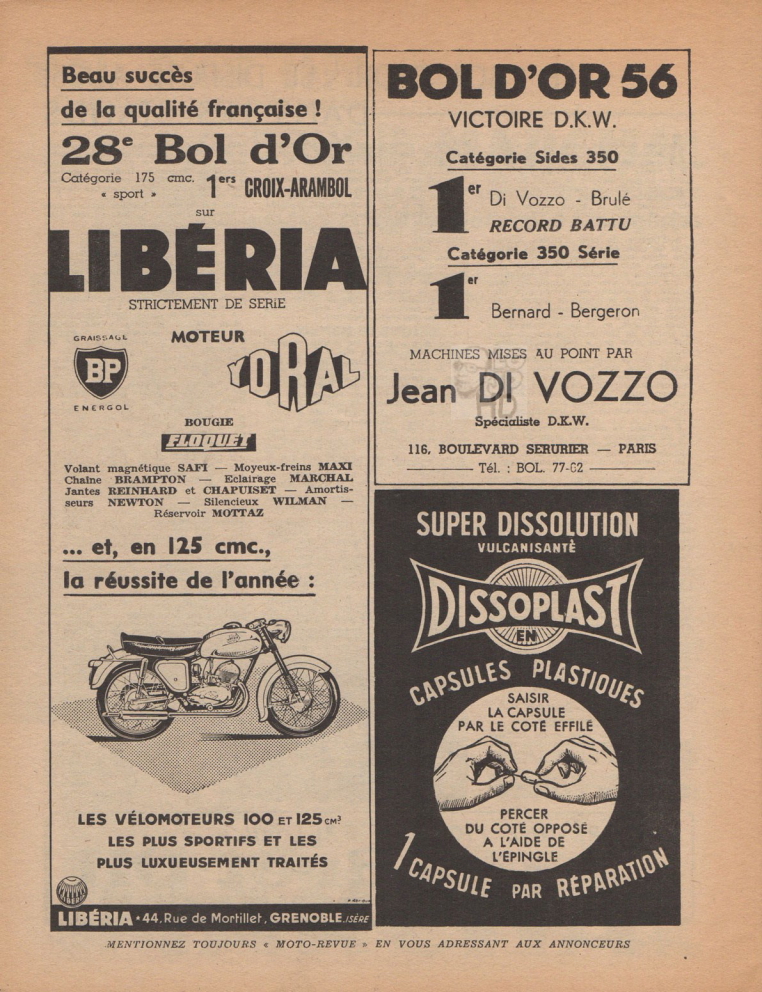 Beau succès
de la qualité française !
28e Bol d'Or
Catégorie 175 cmc. 1ers CROIX-ARAMBOL
« sport »
sur
LIBÉRIA
STRICTEMENT DE SERIE
GRAISSAGE
BP
ENERGOL
MOTEUR
YDRAL
BOUGIE
FLOQUET
Volant magnétique SAFI — Moyeux-freins MAXI
Chaîne BRAMPTON — Eclairage MARCHAL
Jantes REINHARD et CHAPUISET — Amortis-
seurs NEWTON — Silencieux WILMAN —
Réservoir MOTTAZ
... et, en 125 cmc.,
la réussite de l'année :
LES VÉLOMOTEURS 100 ET 125 CM3
LES PLUS SPORTIFS ET LES
PLUS LUXUEUSEMENT TRAITÉS
LIBÉRIA • 44, Rue de Mortillet, GRENOBLE. ISÈRE
BOL D'OR 56
VICTOIRE D.K.W.
Catégorie Sides 350
1er Di Vozzo - Brulé
RECORD BATTU
Catégorie 350 Série
1er
Bernard - Bergeron
MACHINES MISES AU POINT PAR
Jean DI VOZZO
Spécialiste D.K.W.
116, BOULEVARD SERURIER — PARIS
Tél. : BOL. 77-62
SUPER DISSOLUTION
VULCANISANTE
DISSOPLAST
EN
CAPSULES PLASTIQUES
SAISIR
LA CAPSULE
PAR LE COTÉ EFFILÉ
PERCER
DU COTÉ OPPOSÉ
A L'AIDE DE
L'ÉPINGLE
1 CAPSULE PAR RÉPARATION
MENTIONNEZ TOUJOURS « MOTO-REVUE » EN VOUS ADRESSANT AUX ANNONCEURS